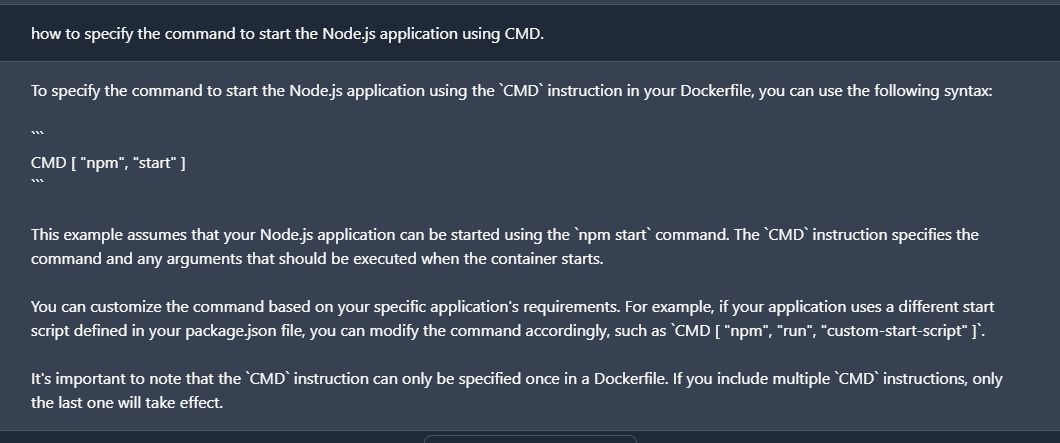 how to specify the command to start the Node.js application using CMD.
To specify the command to start the Node.js application using the `CMD` instruction in your Dockerfile, you can use the following syntax:
```
CMD [ "npm", "start" ]
```
This example assumes that your Node.js application can be started using the `npm start` command. The `CMD` instruction specifies the
command and any arguments that should be executed when the container starts.
You can customize the command based on your specific application's requirements. For example, if your application uses a different start
script defined in your package.json file, you can modify the command accordingly, such as `CMD [ "npm", "run", "custom-start-script" ]`.
It's important to note that the `CMD` instruction can only be specified once in a Dockerfile. If you include multiple `CMD` instructions, only
the last one will take effect.